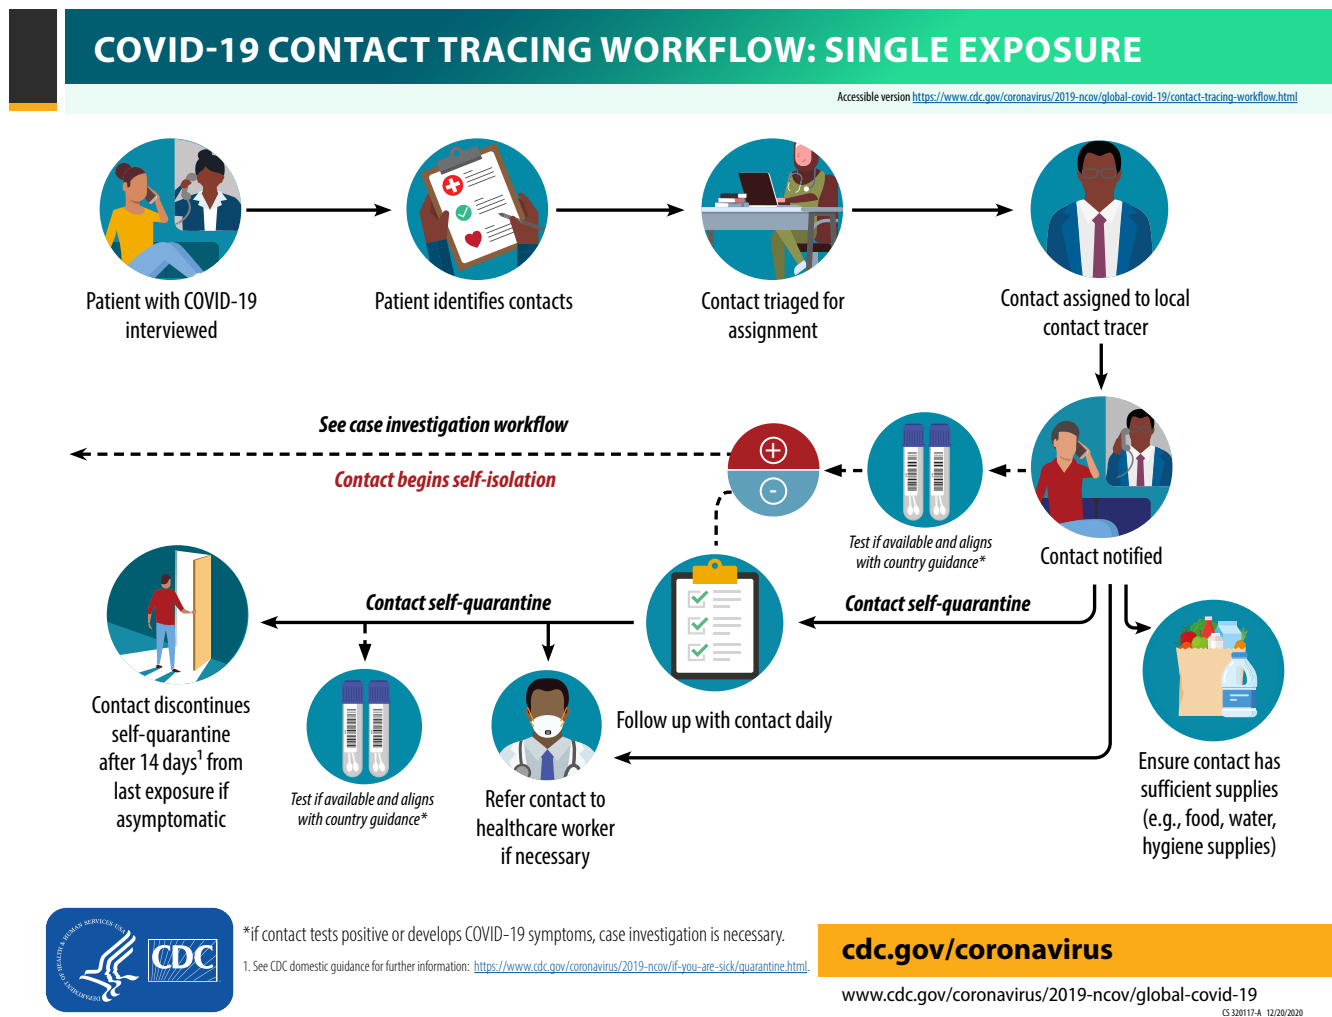 COVID-19 CONTACT TRACING WORKFLOW: SINGLE EXPOSURE
Accessible version https://www.cdc.gov/coronavirus/2019-ncov/global-covid-19/contact-tracing-workflow.html
Patient with COVID-19
interviewed
Patient identifies contacts
Contact triaged for
assignment
Contact assigned to local
contact tracer
See case investigation workflow
Contact begins self-isolation
+
-
Test if available and aligns
with country guidance*
Contact notified
Contact self-quarantine
Contact self-quarantine
Contact discontinues
self-quarantine
after 14 days1 from
last exposure if
asymptomatic
Test if available and aligns
with country guidance*
Refer contact to
healthcare worker
if necessary
Follow up with contact daily
Ensure contact has
sufficient supplies
(e.g., food, water,
hygiene supplies)
DEPARTMENT OF HEALTH & HUMAN SERVICES·USA
CDC
*if contact tests positive or develops COVID-19 symptoms, case investigation is necessary.
1. See CDC domestic guidance for further information: https://www.cdc.gov/coronavirus/2019-ncov/if-you-are-sick/quarantine.html.
cdc.gov/coronavirus
www.cdc.gov/coronavirus/2019-ncov/global-covid-19
CS 320117-A 12/20/2020